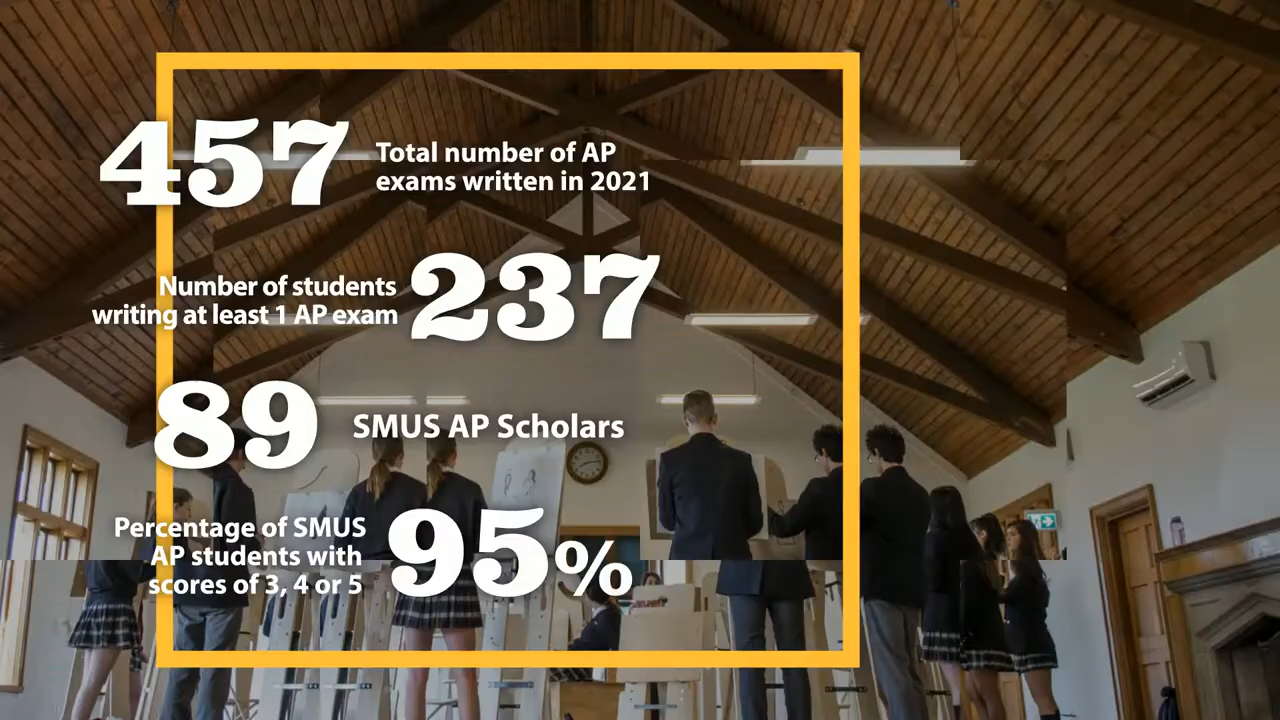 457
Total number of AP
exams written in 2021
Number of students
writing at least 1 AP exam
237
89
SMUS AP Scholars
Percentage of SMUS
AP students with
scores of 3, 4 or 5
95%